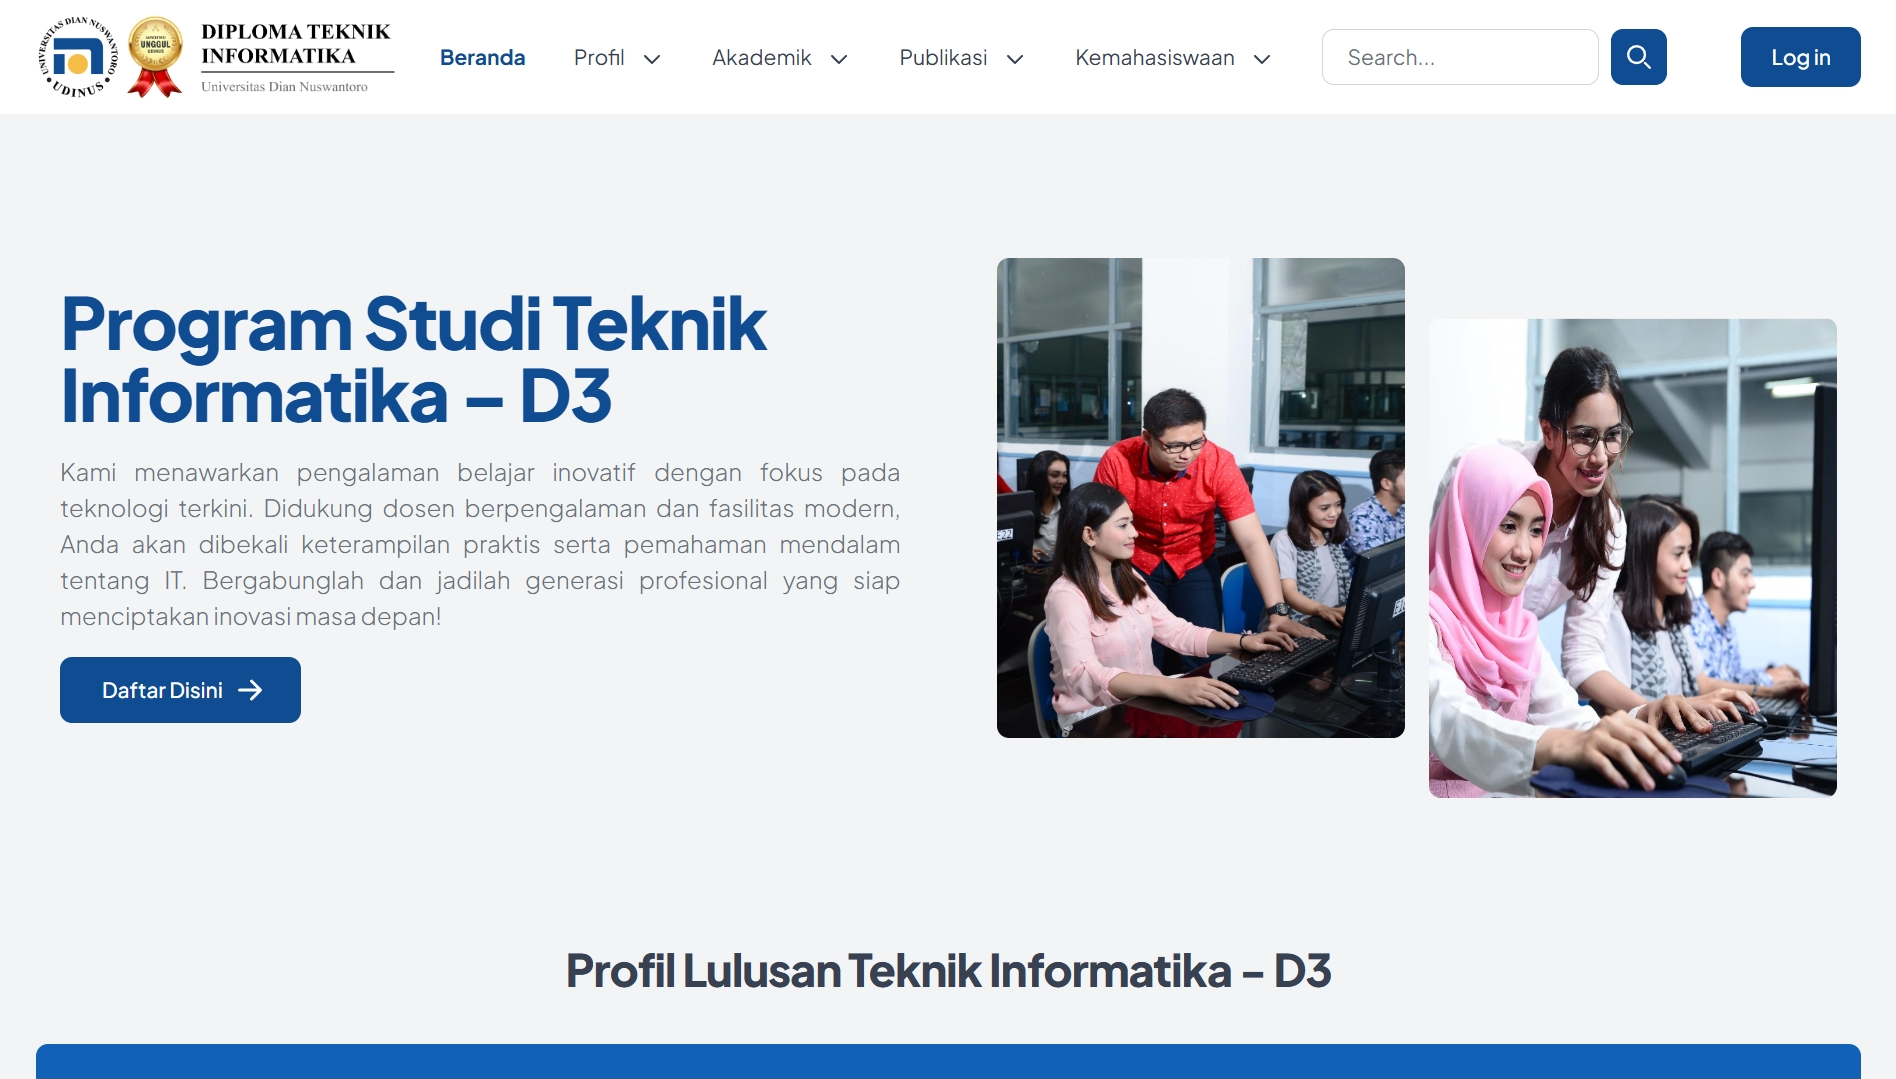 UNIVERSITAS DIAN NUSWANTORO
• UDINUS •
UNGGUL
DIPLOMA TEKNIK
INFORMATIKA
Universitas Dian Nuswantoro
Beranda
Profil
Akademik
Publikasi
Kemahasiswaan
Search...
Log in
Program Studi Teknik
Informatika – D3
Kami menawarkan pengalaman belajar inovatif dengan fokus pada
teknologi terkini. Didukung dosen berpengalaman dan fasilitas modern,
Anda akan dibekali keterampilan praktis serta pemahaman mendalam
tentang IT. Bergabunglah dan jadilah generasi profesional yang siap
menciptakan inovasi masa depan!
Daftar Disini
Profil Lulusan Teknik Informatika – D3